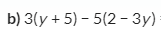 b) 3(y + 5) − 5(2 − 3y)